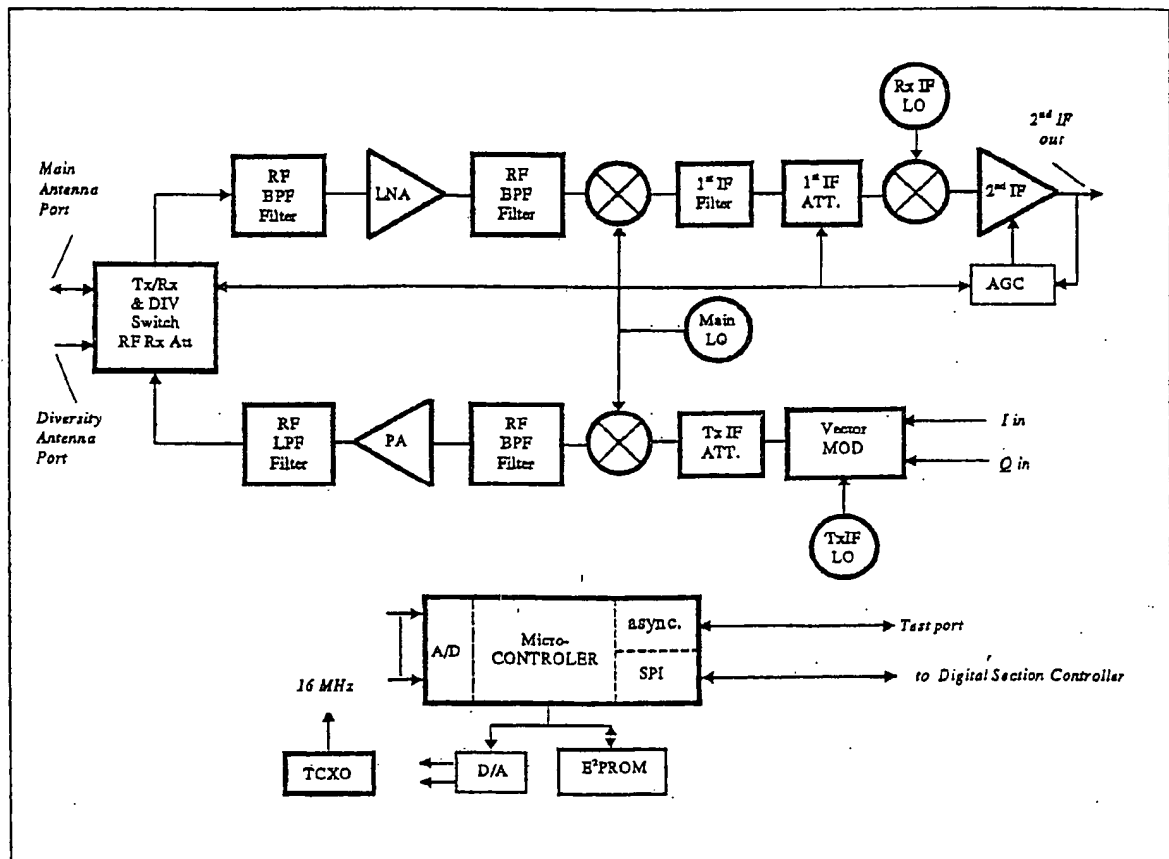 Rx IF
LO
2nd IF
out
Main
Antenna
Port
RF
BPF
Filter
LNA
RF
BPF
Filter
1st IF
Filter
1st IF
ATT.
2nd IF
Tx/Rx
& DIV
Switch
RF Rx Att
AGC
Main
LO
Diversity
Antenna
Port
RF
LPF
Filter
PA
RF
BPF
Filter
Tx IF
ATT.
Vector
MOD
I in
Q in
TxIF
LO
A/D
Micro-
CONTROLER
async.
SPI
Test port
to Digital Section Controller
16 MHz
TCXO
D/A
E²PROM